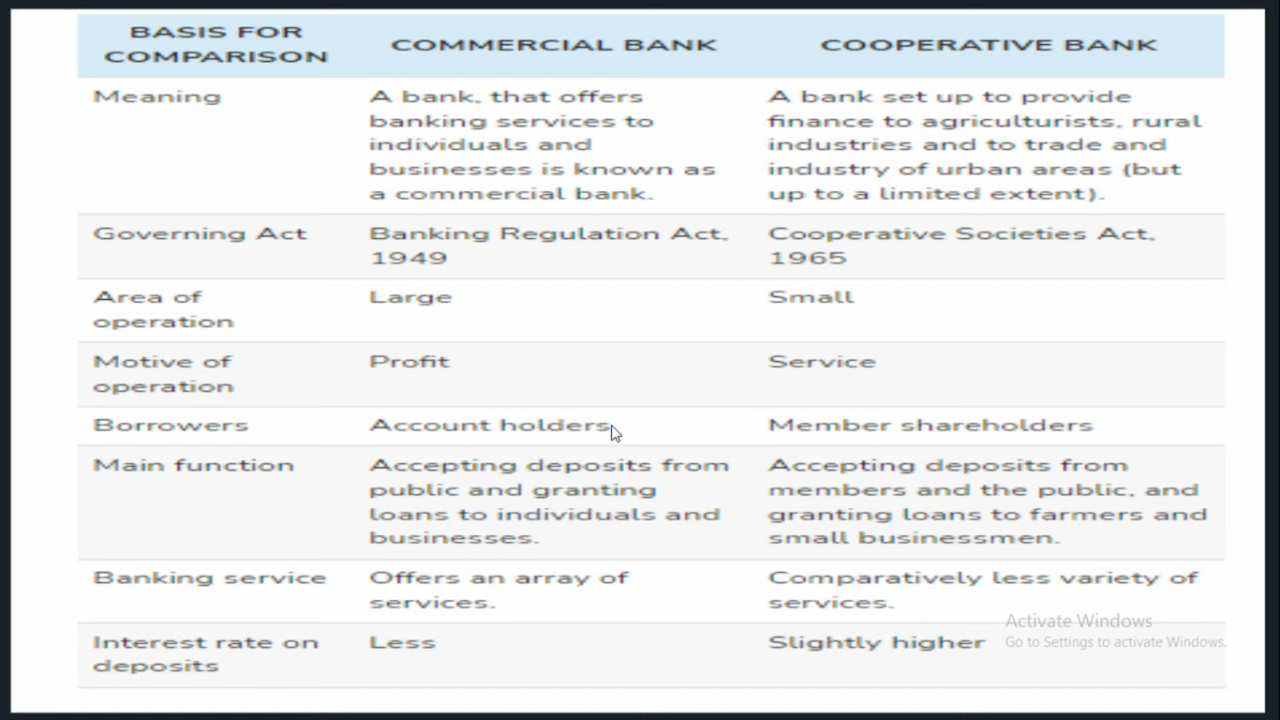 BASIS FOR
COMPARISON
COMMERCIAL BANK
COOPERATIVE BANK
Meaning
A bank, that offers
banking services to
individuals and
businesses is known as
a commercial bank.
A bank set up to provide
finance to agriculturists, rural
industries and to trade and
industry of urban areas (but
up to a limited extent).
Governing Act
Banking Regulation Act,
1949
Cooperative Societies Act,
1965
Area of
operation
Large
Small
Motive of
operation
Profit
Service
Borrowers
Account holders
Member shareholders
Main function
Accepting deposits from
public and granting
loans to individuals and
businesses.
Accepting deposits from
members and the public, and
granting loans to farmers and
small businessmen.
Banking service
Offers an array of
services.
Comparatively less variety of
services.
Interest rate on
deposits
Less
Slightly higher
Activate Windows
Go to Settings to activate Windows.